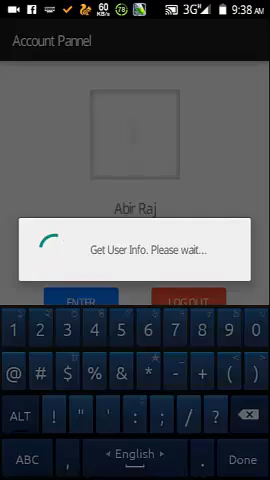 60 KB/S 78 3G 9:38 AM
Account Pannel
Abir Raj
Get User Info. Please wait...
ENTER LOG OUT
1 2 3 4 5 6 7 8 9 0
@ # $ % & * - + ( )
ALT ! " ' : ; / ?
ABC , English . Done